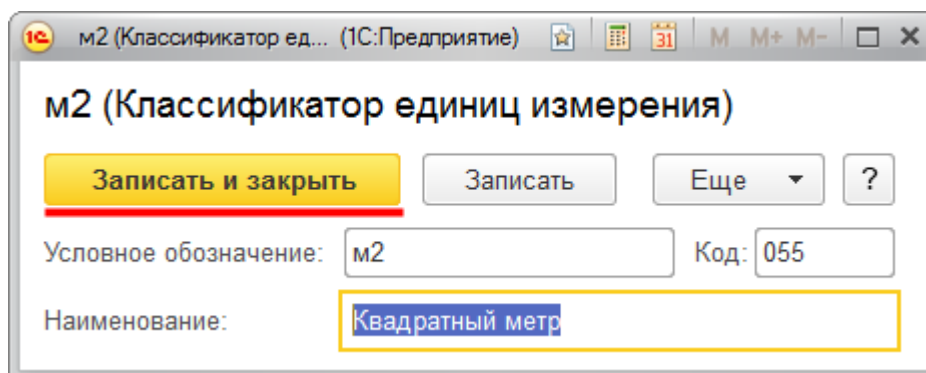 1С м2 (Классификатор ед... (1С:Предприятие) 31 M M+ M-
м2 (Классификатор единиц измерения)
Записать и закрыть Записать Еще ?
Условное обозначение: м2 Код: 055
Наименование: Квадратный метр